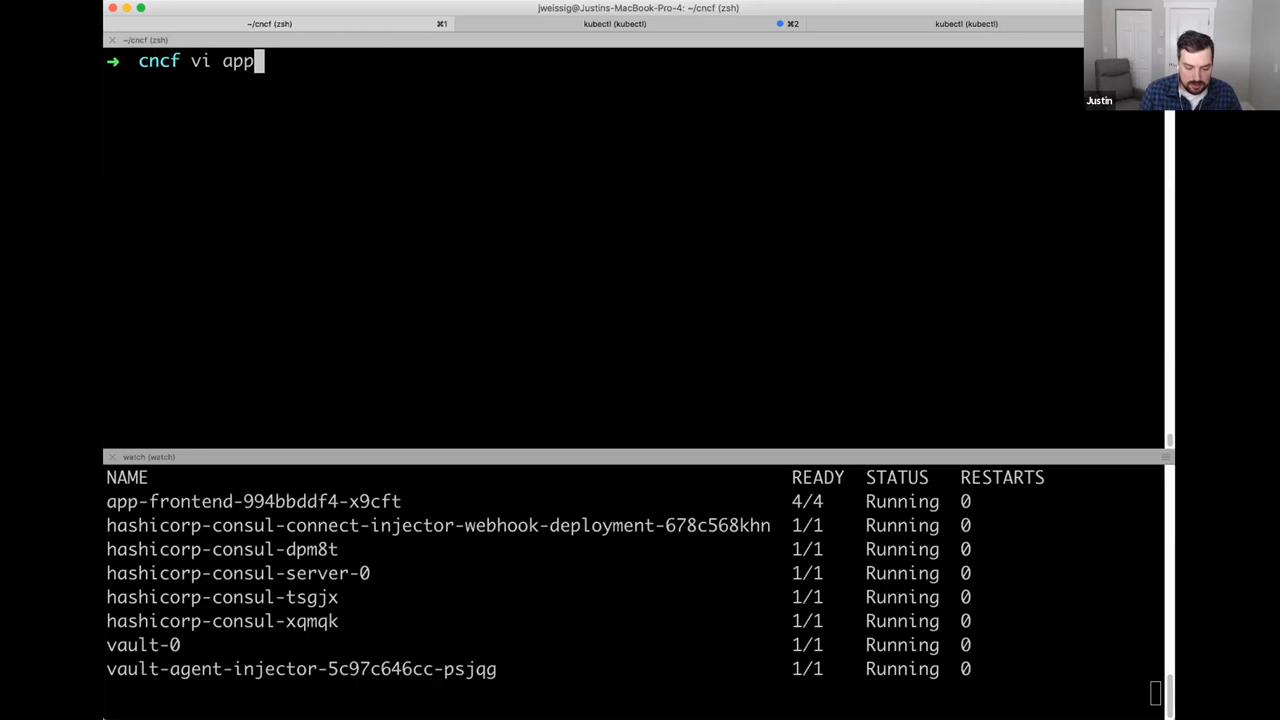 jweissig@Justins-MacBook-Pro-4: ~/cncf (zsh)
~/cncf (zsh) ⌘1 kubectl (kubectl) ⌘2 kubectl (kubectl)
~/cncf (zsh)
➜ cncf vi app
Justin
watch (watch)
NAME READY STATUS RESTARTS
app-frontend-994bbddf4-x9cft 4/4 Running 0
hashicorp-consul-connect-injector-webhook-deployment-678c568khn 1/1 Running 0
hashicorp-consul-dpm8t 1/1 Running 0
hashicorp-consul-server-0 1/1 Running 0
hashicorp-consul-tsgjx 1/1 Running 0
hashicorp-consul-xqmqk 1/1 Running 0
vault-0 1/1 Running 0
vault-agent-injector-5c97c646cc-psjqg 1/1 Running 0